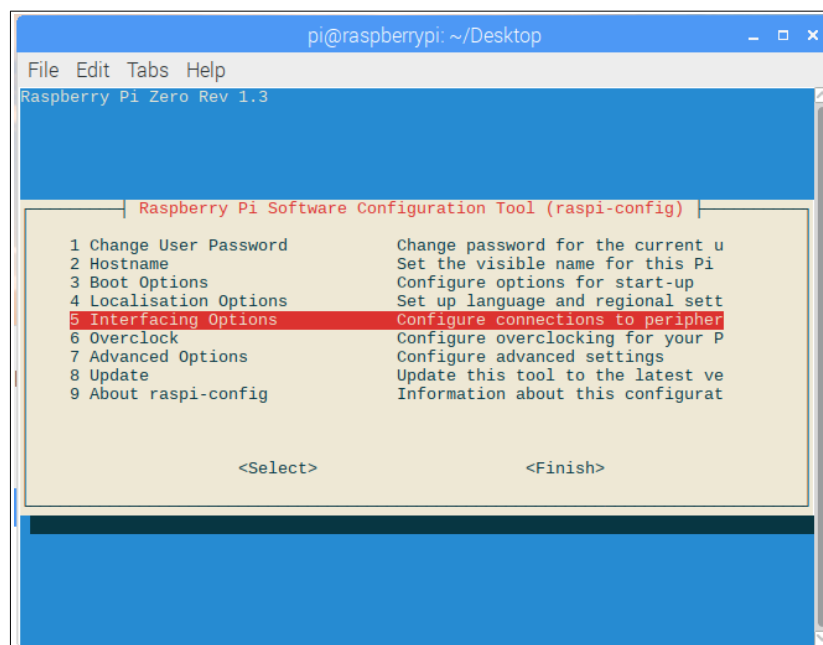 pi@raspberrypi: ~/Desktop
File Edit Tabs Help
Raspberry Pi Zero Rev 1.3
Raspberry Pi Software Configuration Tool (raspi-config)
1 Change User Password Change password for the current u
2 Hostname Set the visible name for this Pi
3 Boot Options Configure options for start-up
4 Localisation Options Set up language and regional sett
5 Interfacing Options Configure connections to peripher
6 Overclock Configure overclocking for your P
7 Advanced Options Configure advanced settings
8 Update Update this tool to the latest ve
9 About raspi-config Information about this configurat
<Select> <Finish>